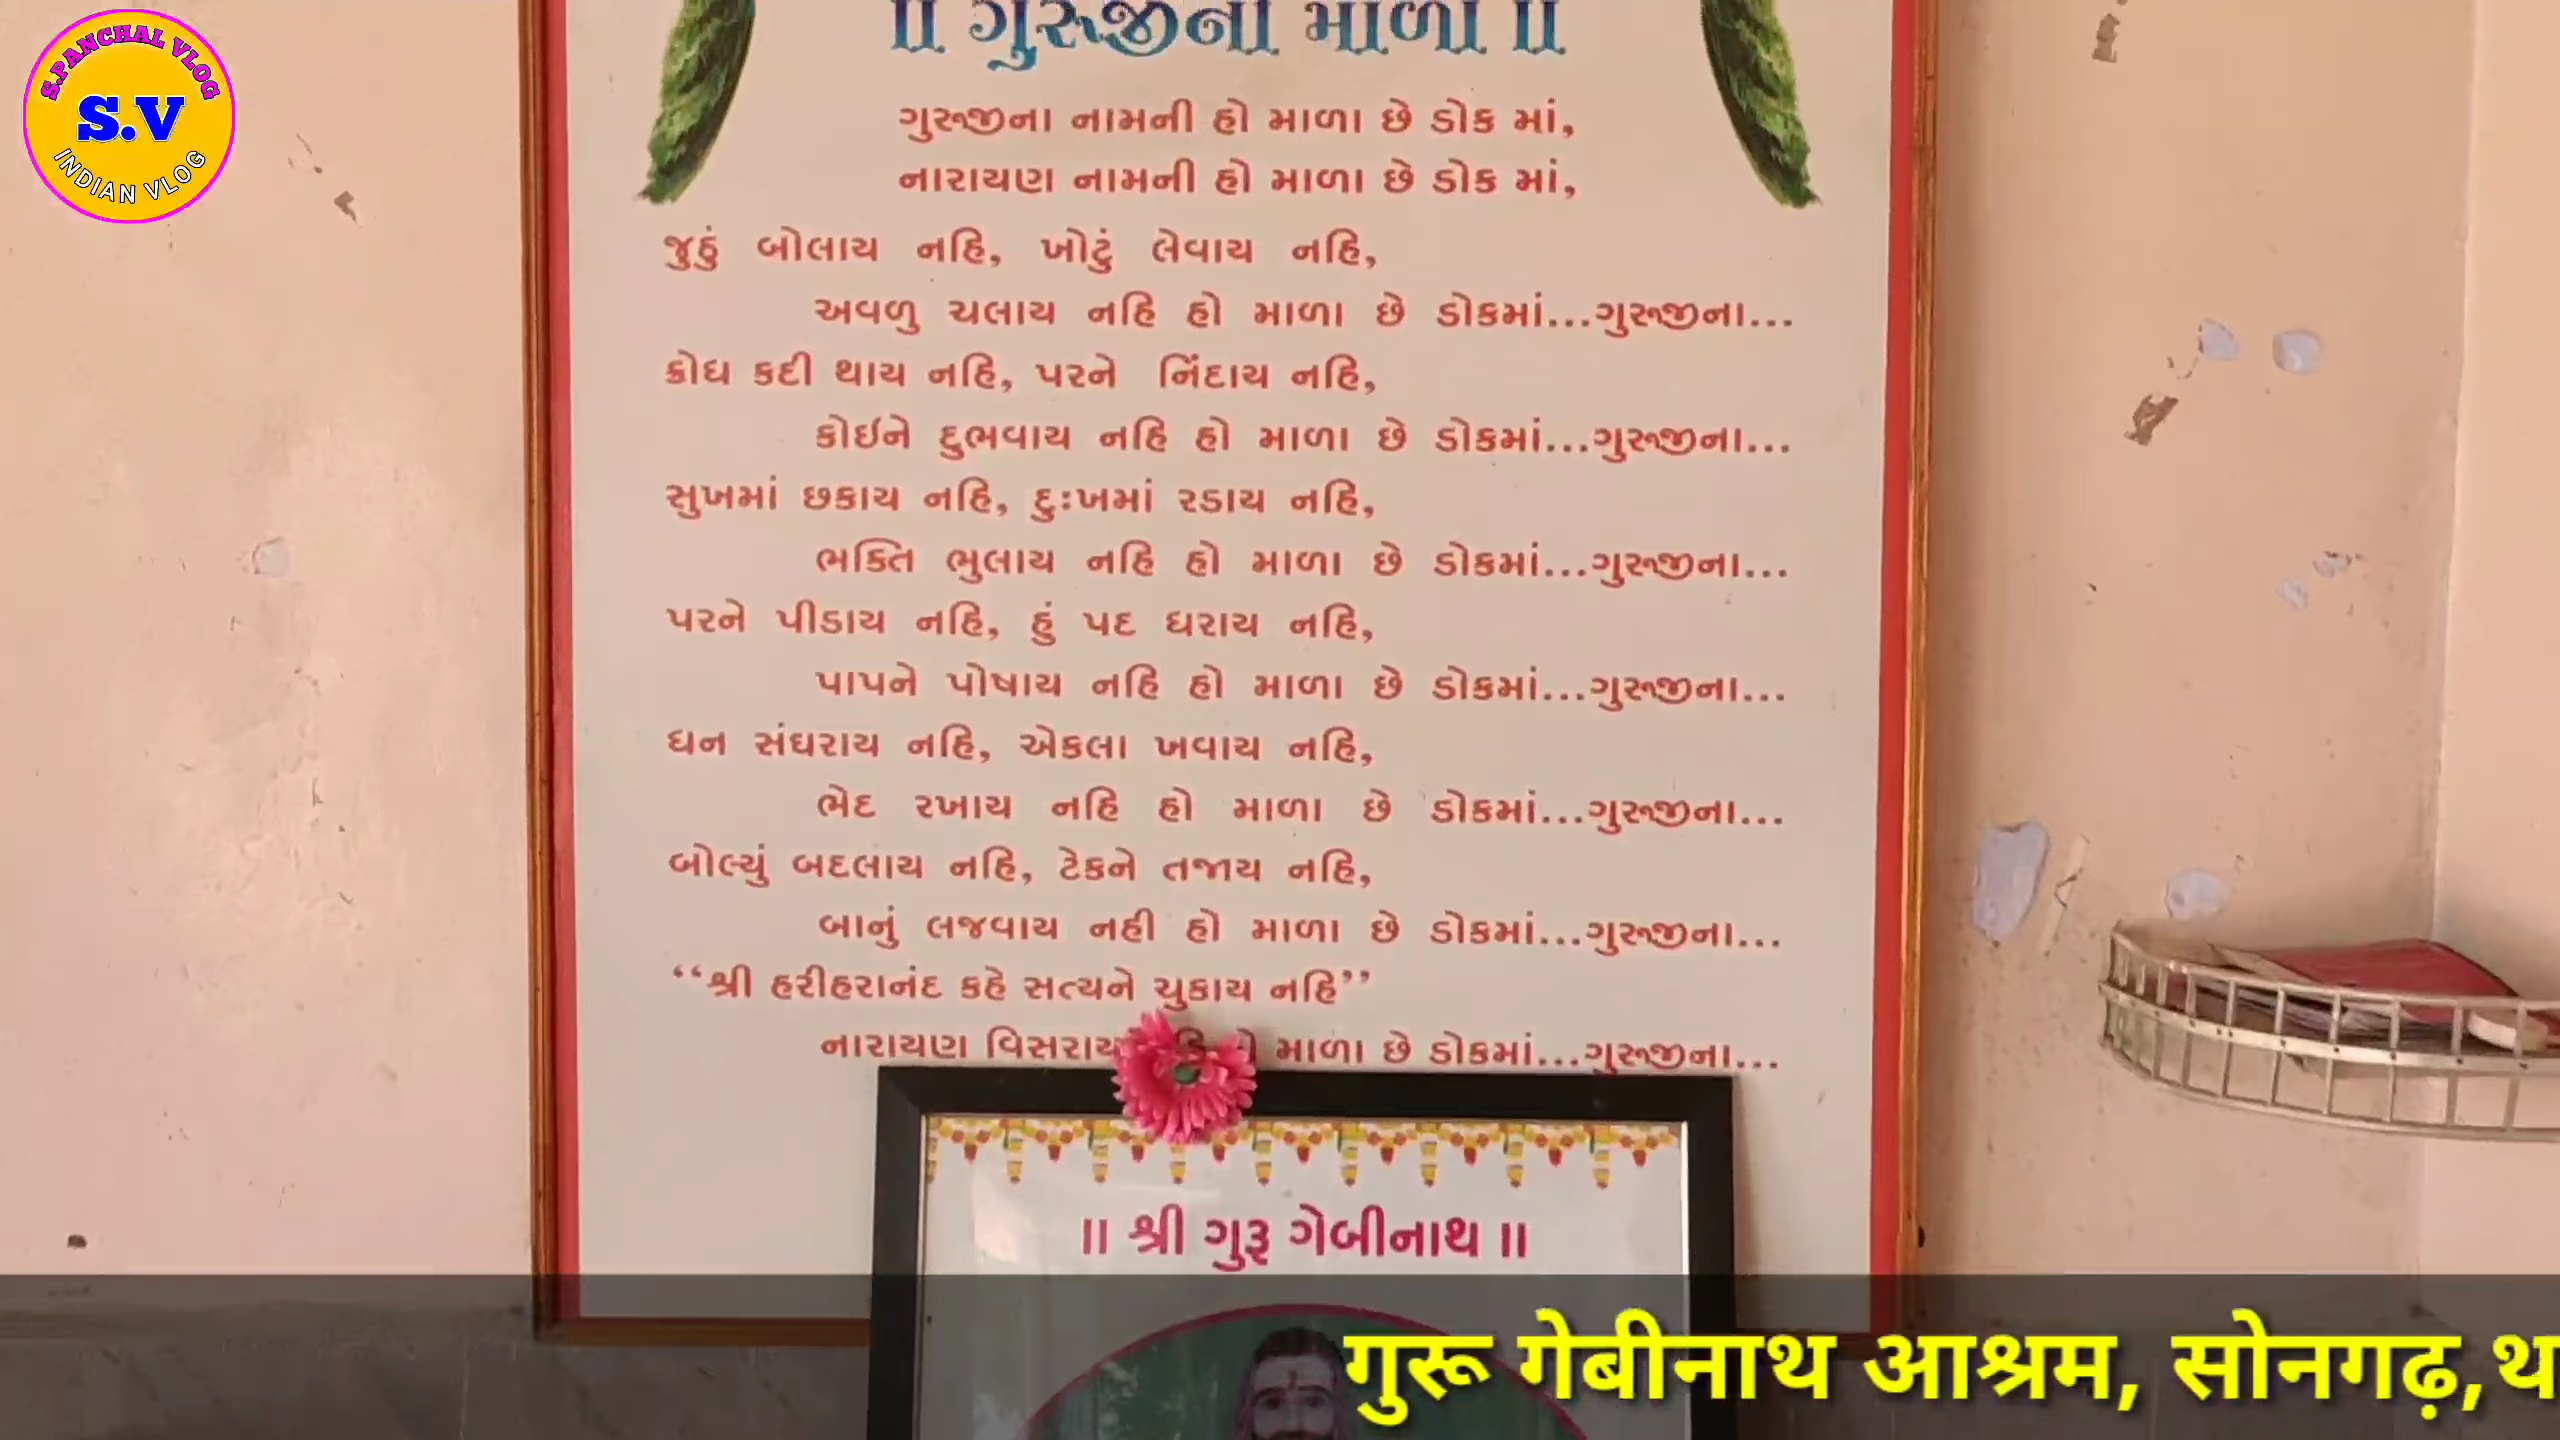 S.PANCHAL VLOG
S.V
INDIAN VLOG
॥ ગુરુજીની માળા ॥
ગુરુજીના નામની હો માળા છે ડોક માં,
નારાયણ નામની હો માળા છે ડોક માં,
જુઠું બોલાય નહિ, ખોટું લેવાય નહિ,
અવળુ ચલાય નહિ હો માળા છે ડોકમાં...ગુરુજીના...
ક્રોધ કદી થાય નહિ, પરને નિંદાય નહિ,
કોઈને દુભવાય નહિ હો માળા છે ડોકમાં...ગુરુજીના...
સુખમાં છકાય નહિ, દુઃખમાં રડાય નહિ,
ભક્તિ ભુલાય નહિ હો માળા છે ડોકમાં...ગુરુજીના...
પરને પીડાય નહિ, હું પદ ધરાય નહિ,
પાપને પોષાય નહિ હો માળા છે ડોકમાં...ગુરુજીના...
ધન સંઘરાય નહિ, એકલા ખવાય નહિ,
ભેદ રખાય નહિ હો માળા છે ડોકમાં...ગુરુજીના...
બોલ્યું બદલાય નહિ, ટેકને તજાય નહિ,
બાનું લજવાય નહી હો માળા છે ડોકમાં...ગુરુજીના...
“શ્રી હરીહરાનંદ કહે સત્યને ચુકાય નહિ”
નારાયણ વિસરાય માળા છે ડોકમાં...ગુરુજીના...
॥ શ્રી ગુરૂ ગેબીનાથ ॥
गुरू गेबीनाथ आश्रम, सोनगढ़,थ